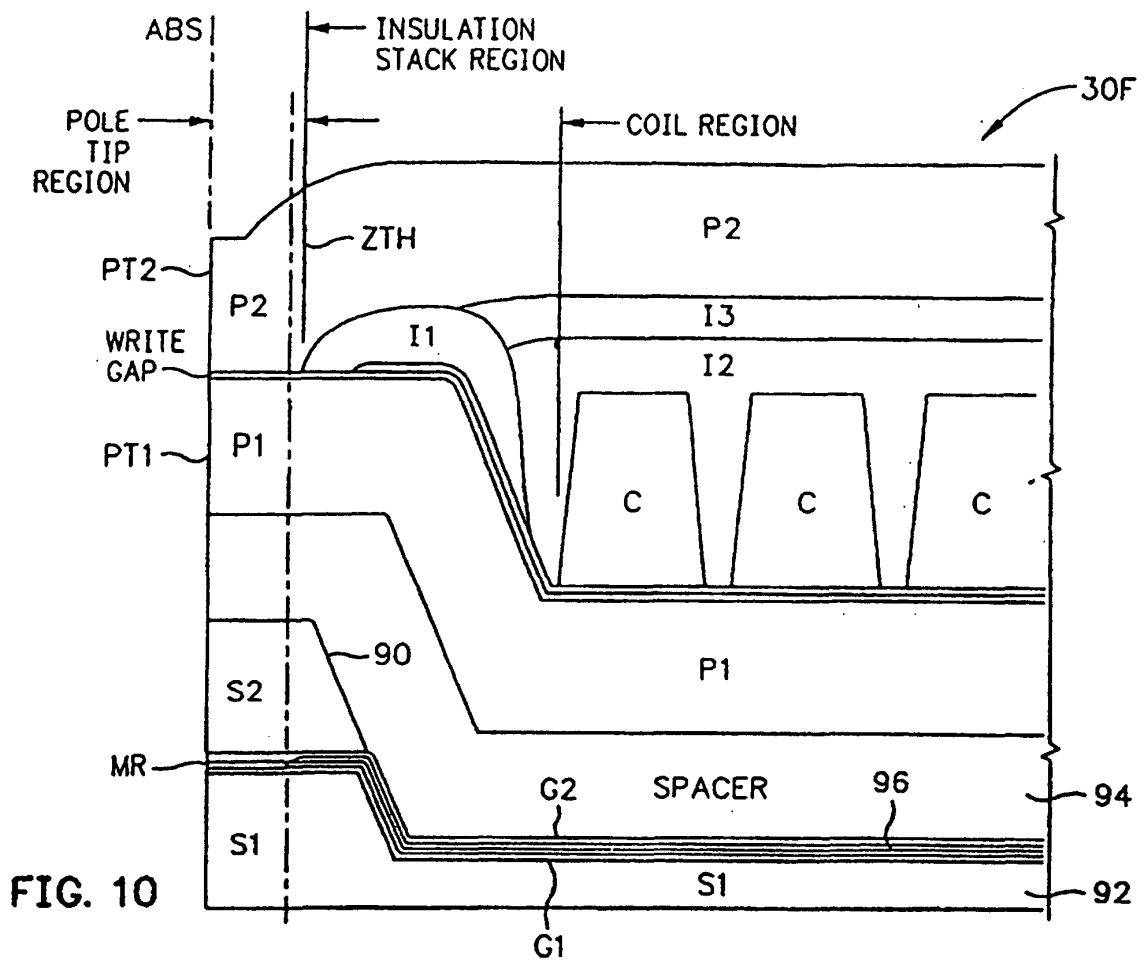 ABS
INSULATION
STACK REGION
30F
POLE
TIP
REGION
COIL REGION
ZTH
P2
PT2
P2
I3
WRITE
GAP
I1
I2
P1
PT1
C
C
C
90
P1
S2
MR
G2
SPACER
96
94
S1
S1
92
FIG. 10
G1